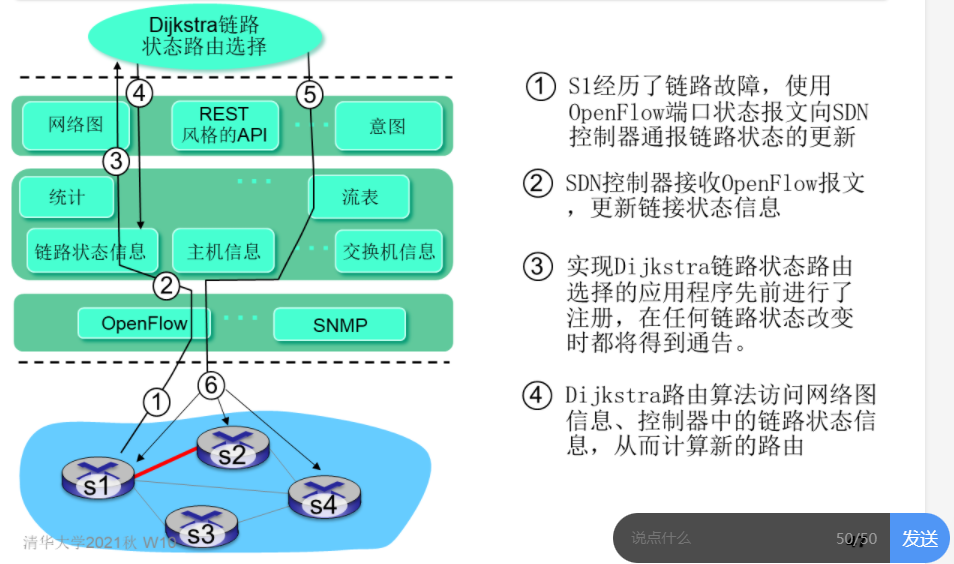 Dijkstra链路
状态路由选择
④
⑤
网络图
REST
风格的API
意图
③
统计
流表
链路状态信息
主机信息
交换机信息
②
OpenFlow
SNMP
①
⑥
s2
s1
s4
s3
清华大学2021秋 W10
① S1经历了链路故障，使用
OpenFlow端口状态报文向SDN
控制器通报链路状态的更新
② SDN控制器接收OpenFlow报文
，更新链接状态信息
③ 实现Dijkstra链路状态路由
选择的应用程序先前进行了
注册，在任何链路状态改变
时都将得到通告。
④ Dijkstra路由算法访问网络图
信息、控制器中的链路状态信
息，从而计算新的路由
说点什么
50/50
发送